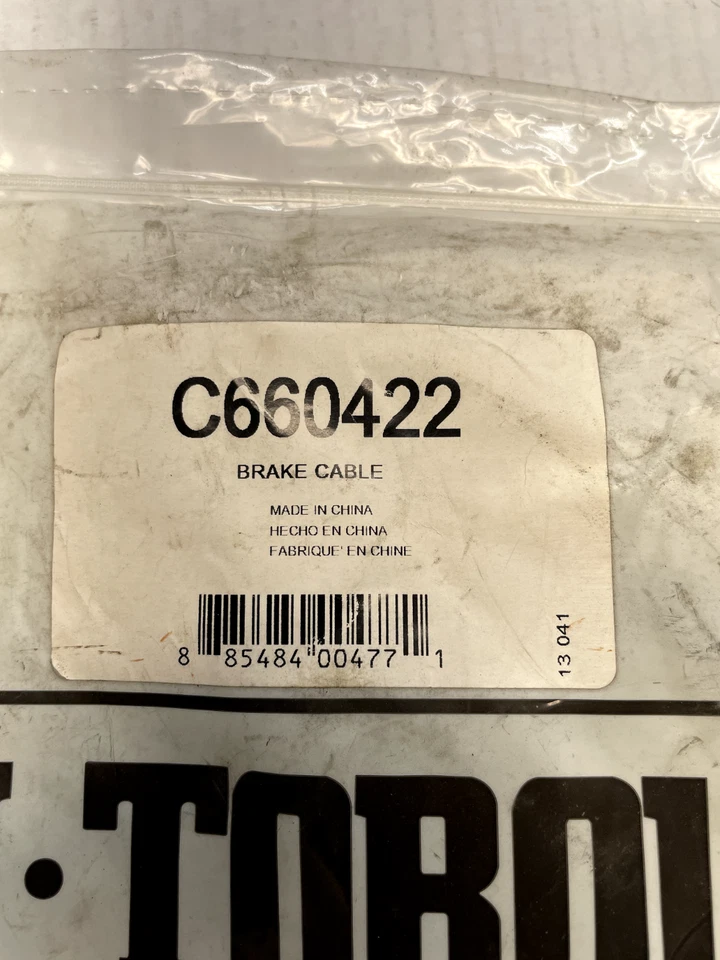 C660422
BRAKE CABLE
MADE IN CHINA
HECHO EN CHINA
FABRIQUE' EN CHINE
8 85484 00477 1
13 041